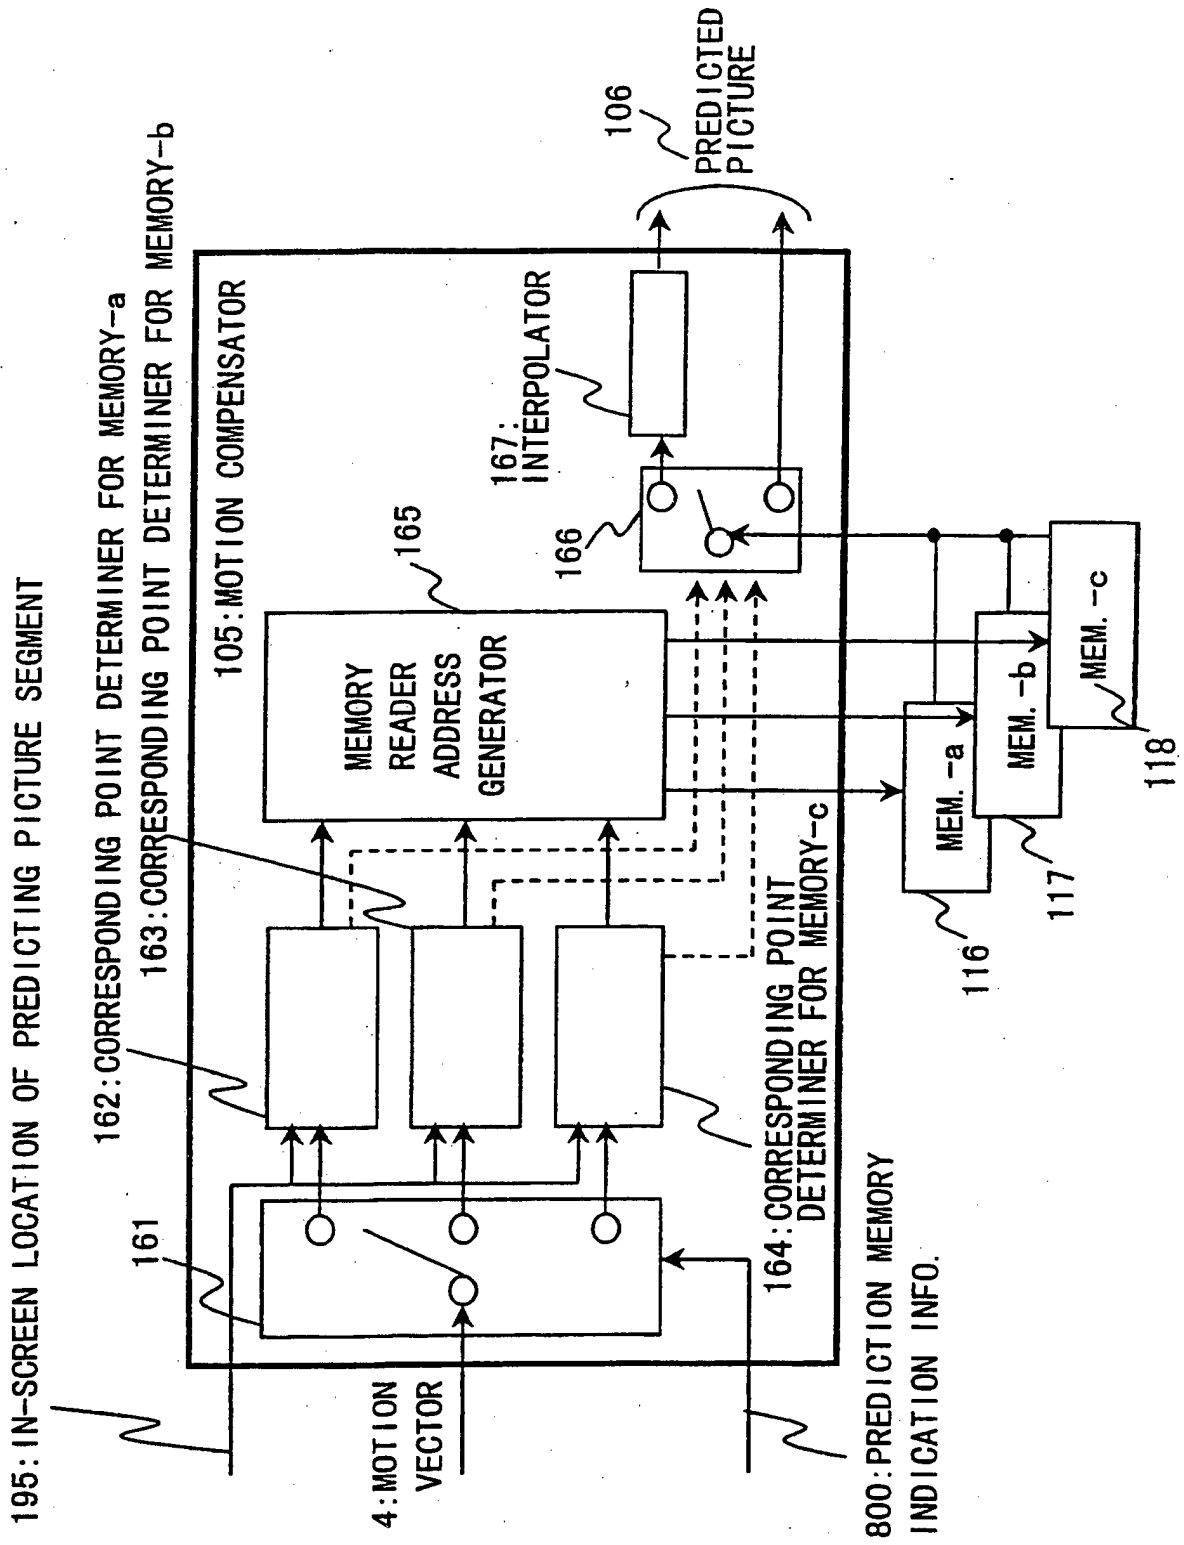 195:IN-SCREEN LOCATION OF PREDICTING PICTURE SEGMENT
162:CORRESPONDING POINT DETERMINER FOR MEMORY-a
163:CORRESPONDING POINT DETERMINER FOR MEMORY-b
105:MOTION COMPENSATOR
161
165
MEMORY
READER
ADDRESS
GENERATOR
167:
INTERPOLATOR
166
106
PREDICTED
PICTURE
4:MOTION
VECTOR
164:CORRESPONDING POINT
DETERMINER FOR MEMORY-c
800:PREDICTION MEMORY
INDICATION INFO.
MEM. -a
MEM. -b
MEM. -c
116
117
118